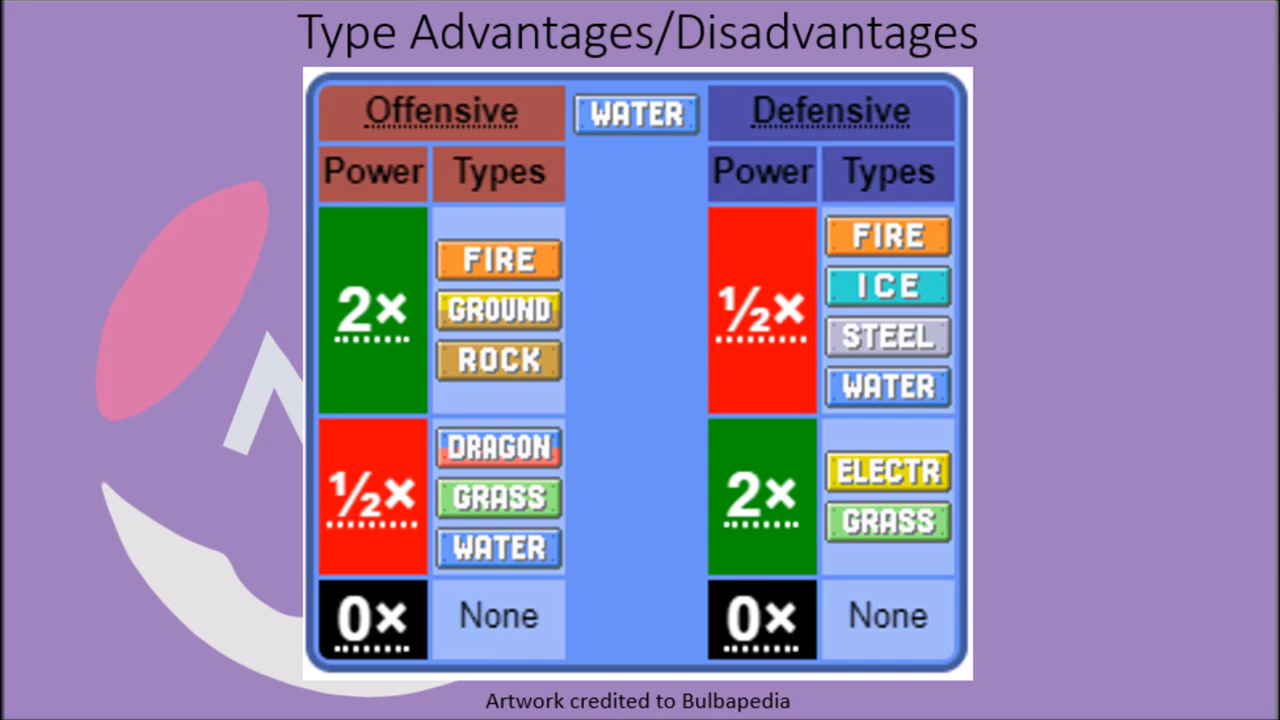 Type Advantages/Disadvantages
Offensive WATER Defensive
Power Types Power Types
2× ½×
FIRE
GROUND
ROCK
FIRE
ICE
STEEL
WATER
½× 2×
DRAGON
GRASS
WATER
ELECTR
GRASS
0× None 0× None
Artwork credited to Bulbapedia